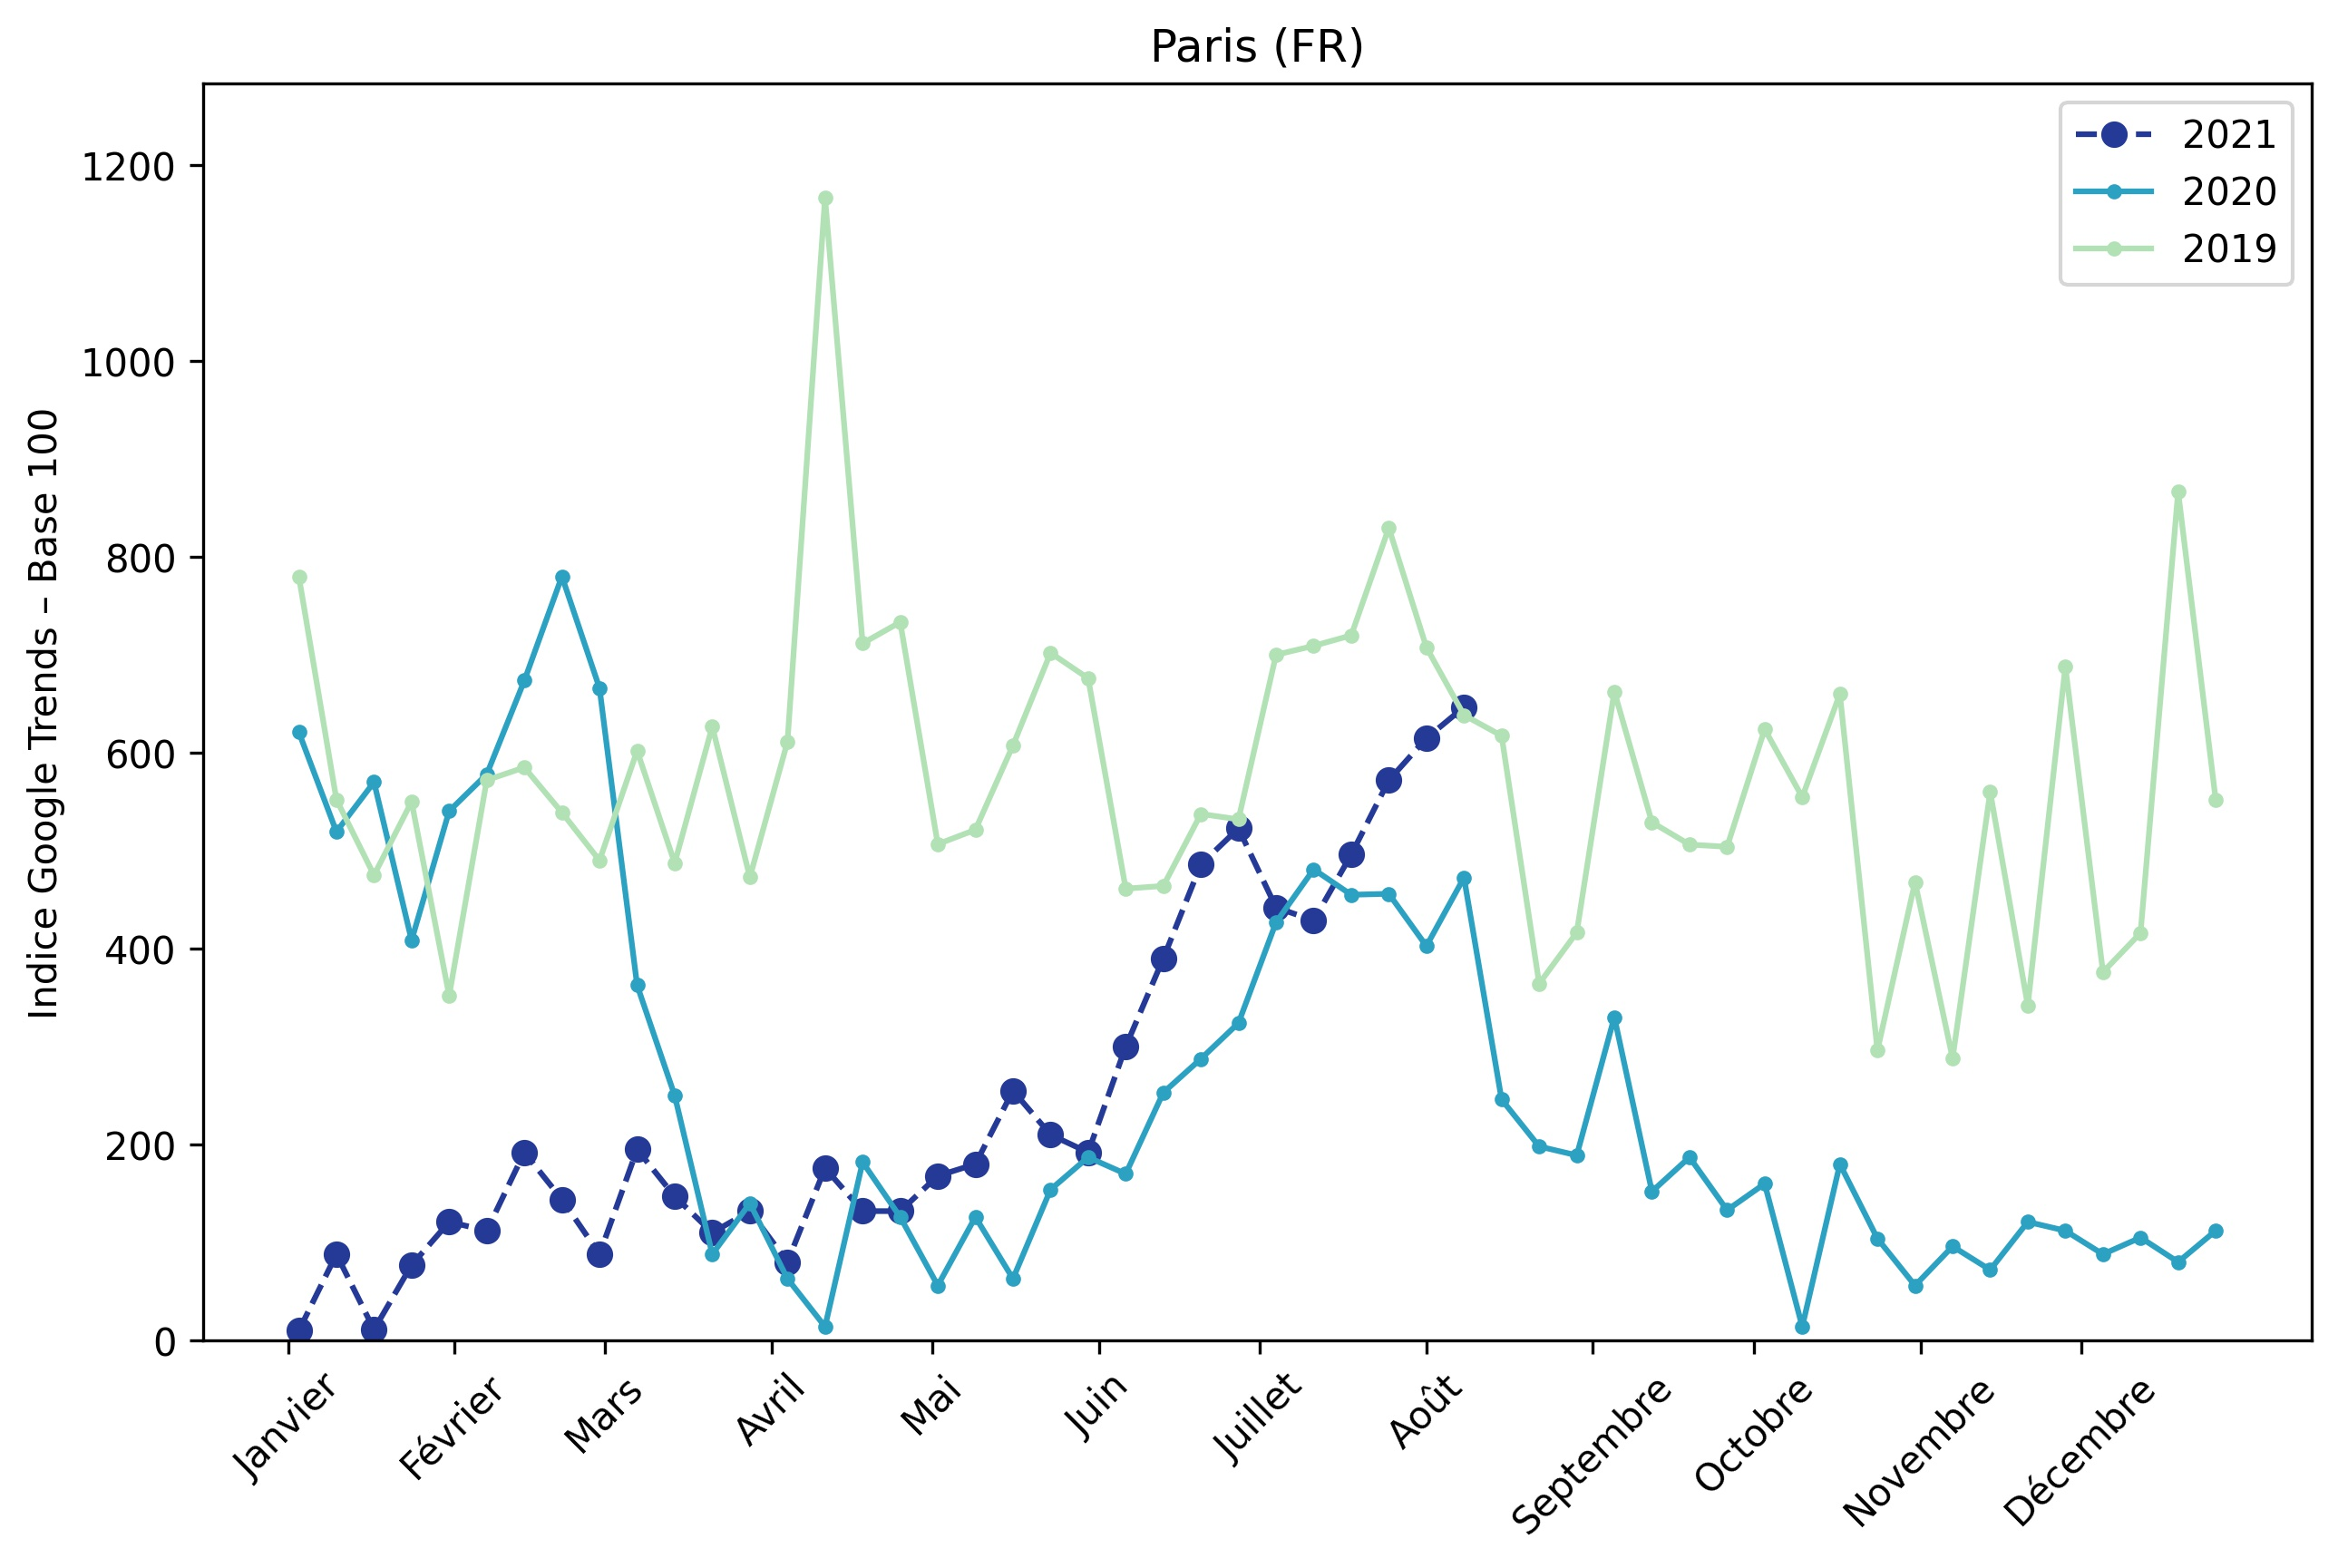 Paris (FR)
2021
2020
2019
Indice Google Trends – Base 100
1200
1000
800
600
400
200
0
Janvier
Février
Mars
Avril
Mai
Juin
Juillet
Août
Septembre
Octobre
Novembre
Décembre